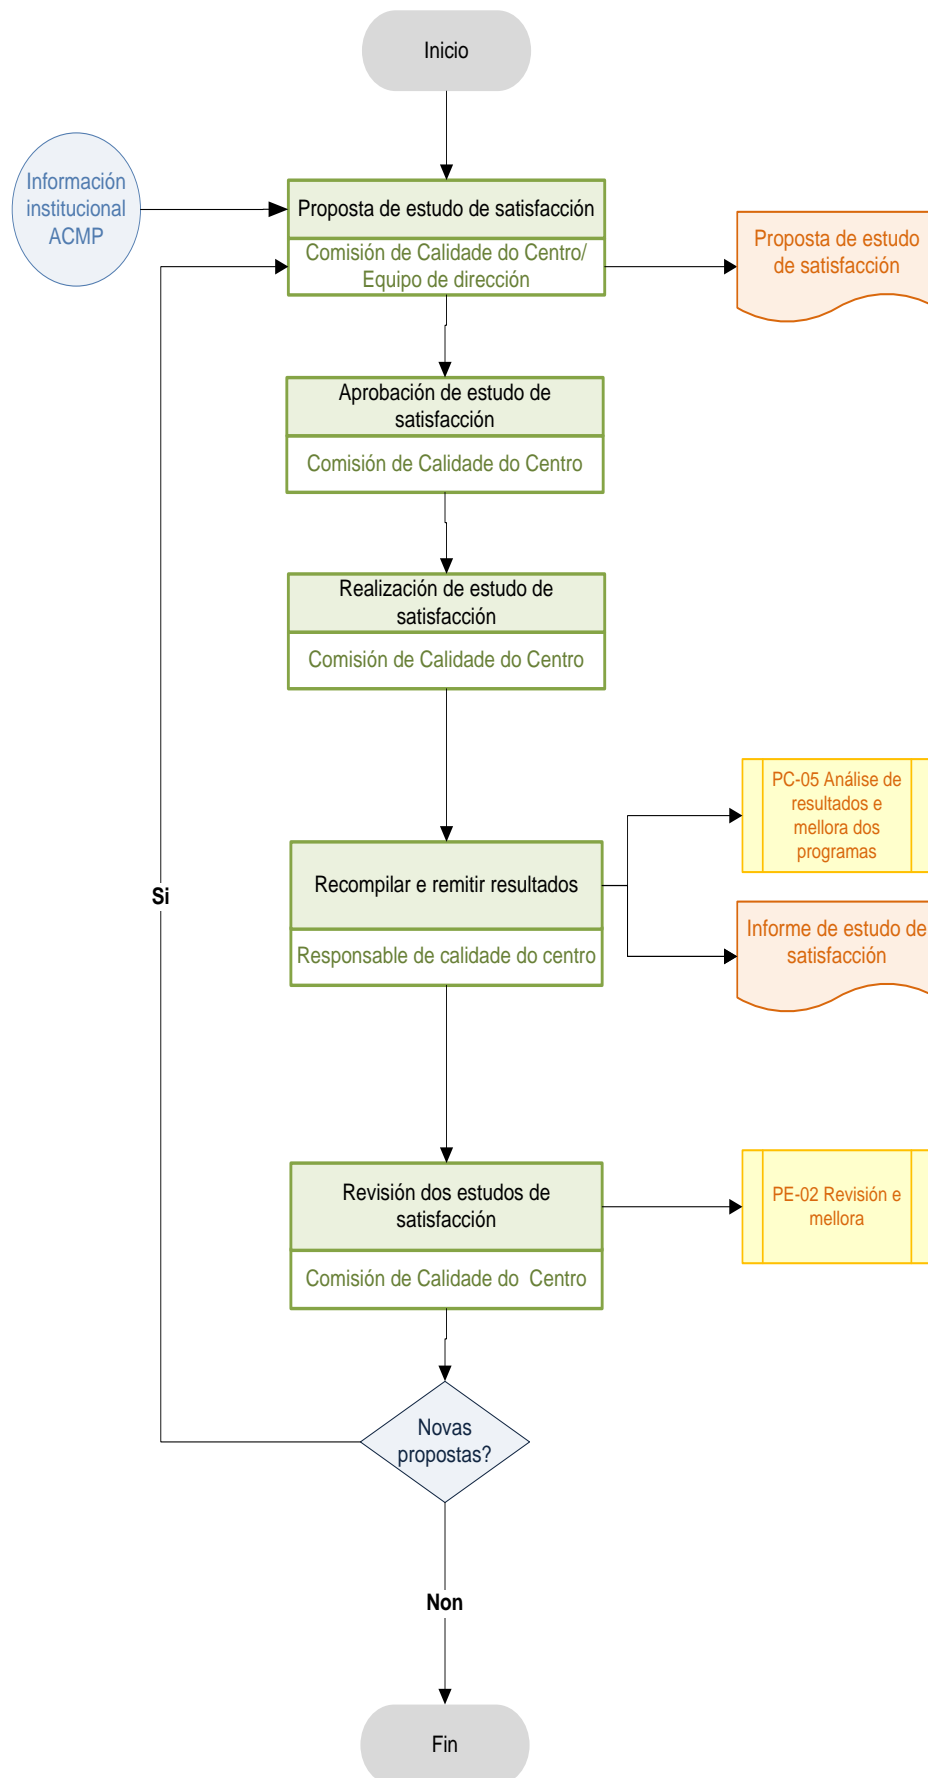 Inicio
Información
institucional
ACMP
Proposta de estudo de satisfacción
Comisión de Calidade do Centro/
Equipo de dirección
Proposta de estudo
de satisfacción
Aprobación de estudo de
satisfacción
Comisión de Calidade do Centro
Realización de estudo de
satisfacción
Comisión de Calidade do Centro
PC-05 Análise de
resultados e
mellora dos
programas
Recompilar e remitir resultados
Responsable de calidade do centro
Si
Informe de estudo de
satisfacción
Revisión dos estudos de
satisfacción
Comisión de Calidade do  Centro
PE-02 Revisión e
mellora
Novas
propostas?
Non
Fin